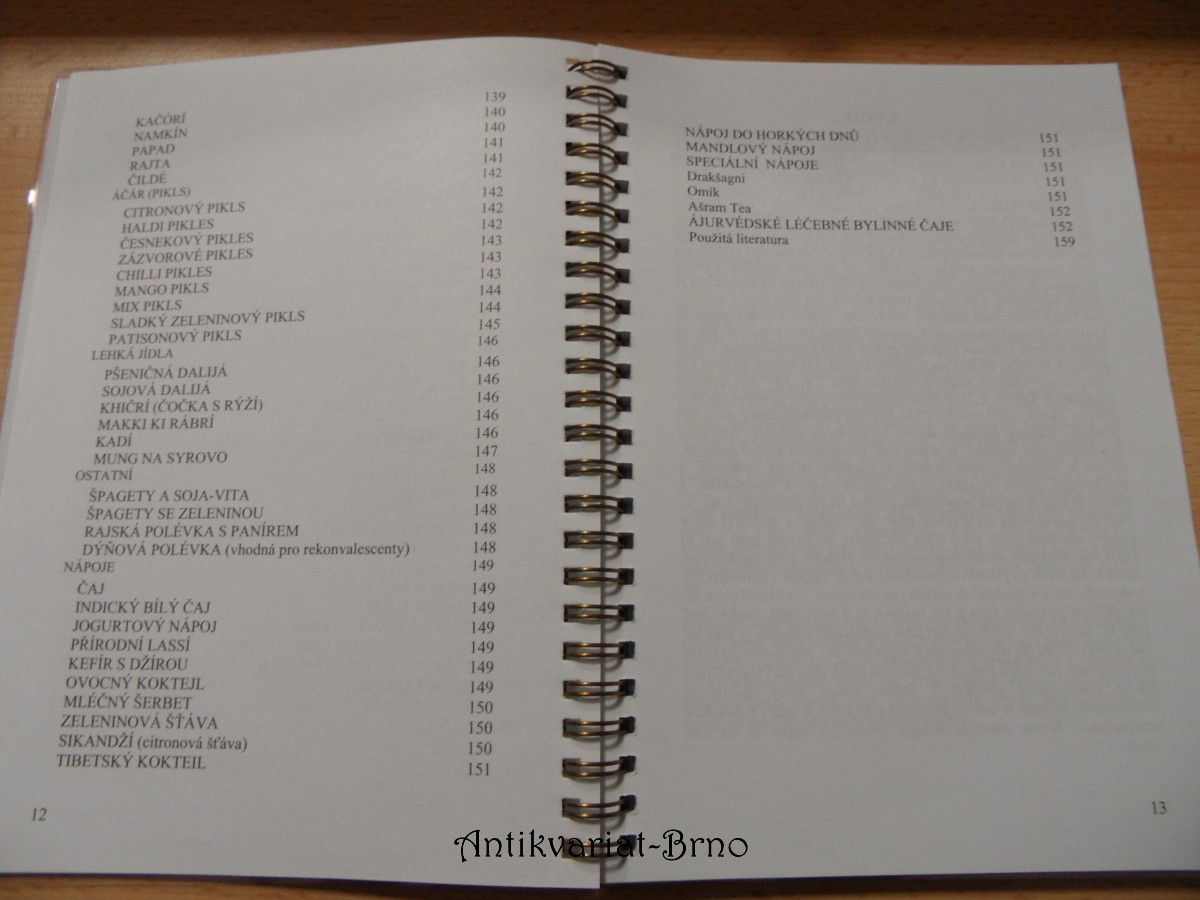 KAČÓRÍ 139
NAMKÍN 140
PAPAD 140
RAJTA 141
ČILDÉ 141
ÁČÁR (PIKLS) 142
CITRONOVÝ PIKLS 142
HALDI PIKLES 142
ČESNEKOVÝ PIKLES 142
ZÁZVOROVÉ PIKLES 143
CHILLI PIKLES 143
MANGO PIKLS 143
MIX PIKLS 144
SLADKÝ ZELENINOVÝ PIKLS 144
PATISONOVÝ PIKLS 145
LEHKÁ JÍDLA 146
PŠENIČNÁ DALIJÁ 146
SOJOVÁ DALIJÁ 146
KHIČRÍ (ČOČKA S RÝŽÍ) 146
MAKKI KI RÁBRÍ 146
KADÍ 146
MUNG NA SYROVO 147
OSTATNÍ 148
ŠPAGETY A SOJA-VITA 148
ŠPAGETY SE ZELENINOU 148
RAJSKÁ POLÉVKA S PANÍREM 148
DÝŇOVÁ POLÉVKA (vhodná pro rekonvalescenty) 148
NÁPOJE 149
ČAJ 149
INDICKÝ BÍLÝ ČAJ 149
JOGURTOVÝ NÁPOJ 149
PŘÍRODNÍ LASSÍ 149
KEFÍR S DŽÍROU 149
OVOCNÝ KOKTEJL 149
MLÉČNÝ ŠERBET 150
ZELENINOVÁ ŠŤÁVA 150
SIKANDŽÍ (citronová šťáva) 150
TIBETSKÝ KOKTEJL 151
12
NÁPOJ DO HORKÝCH DNŮ 151
MANDLOVÝ NÁPOJ 151
SPECIÁLNÍ NÁPOJE 151
Drakšagni 151
Omík 151
Ašram Tea 152
ÁJURVÉDSKÉ LÉČEBNÉ BYLINNÉ ČAJE 152
Použitá literatura 159
13
Antikvariat-Brno